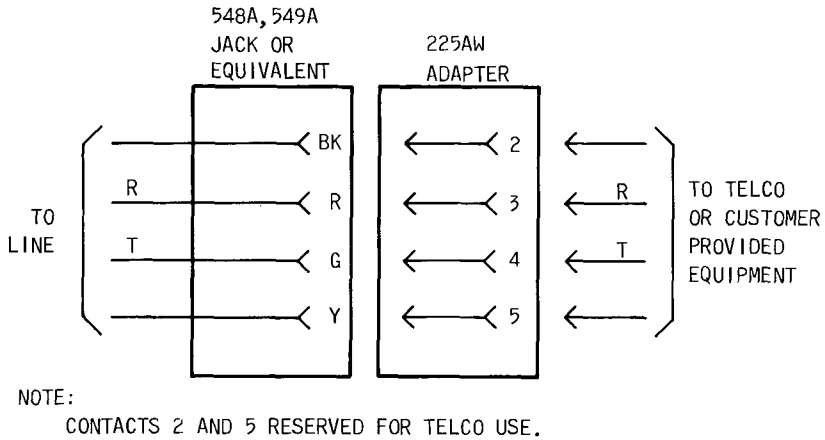 548A,549A
JACK OR
EQUIVALENT
225AW
ADAPTER
BK
2
R
R
3
R
T
G
4
T
Y
5
TO
LINE
TO TELCO
OR CUSTOMER
PROVIDED
EQUIPMENT
NOTE:
CONTACTS 2 AND 5 RESERVED FOR TELCO USE.